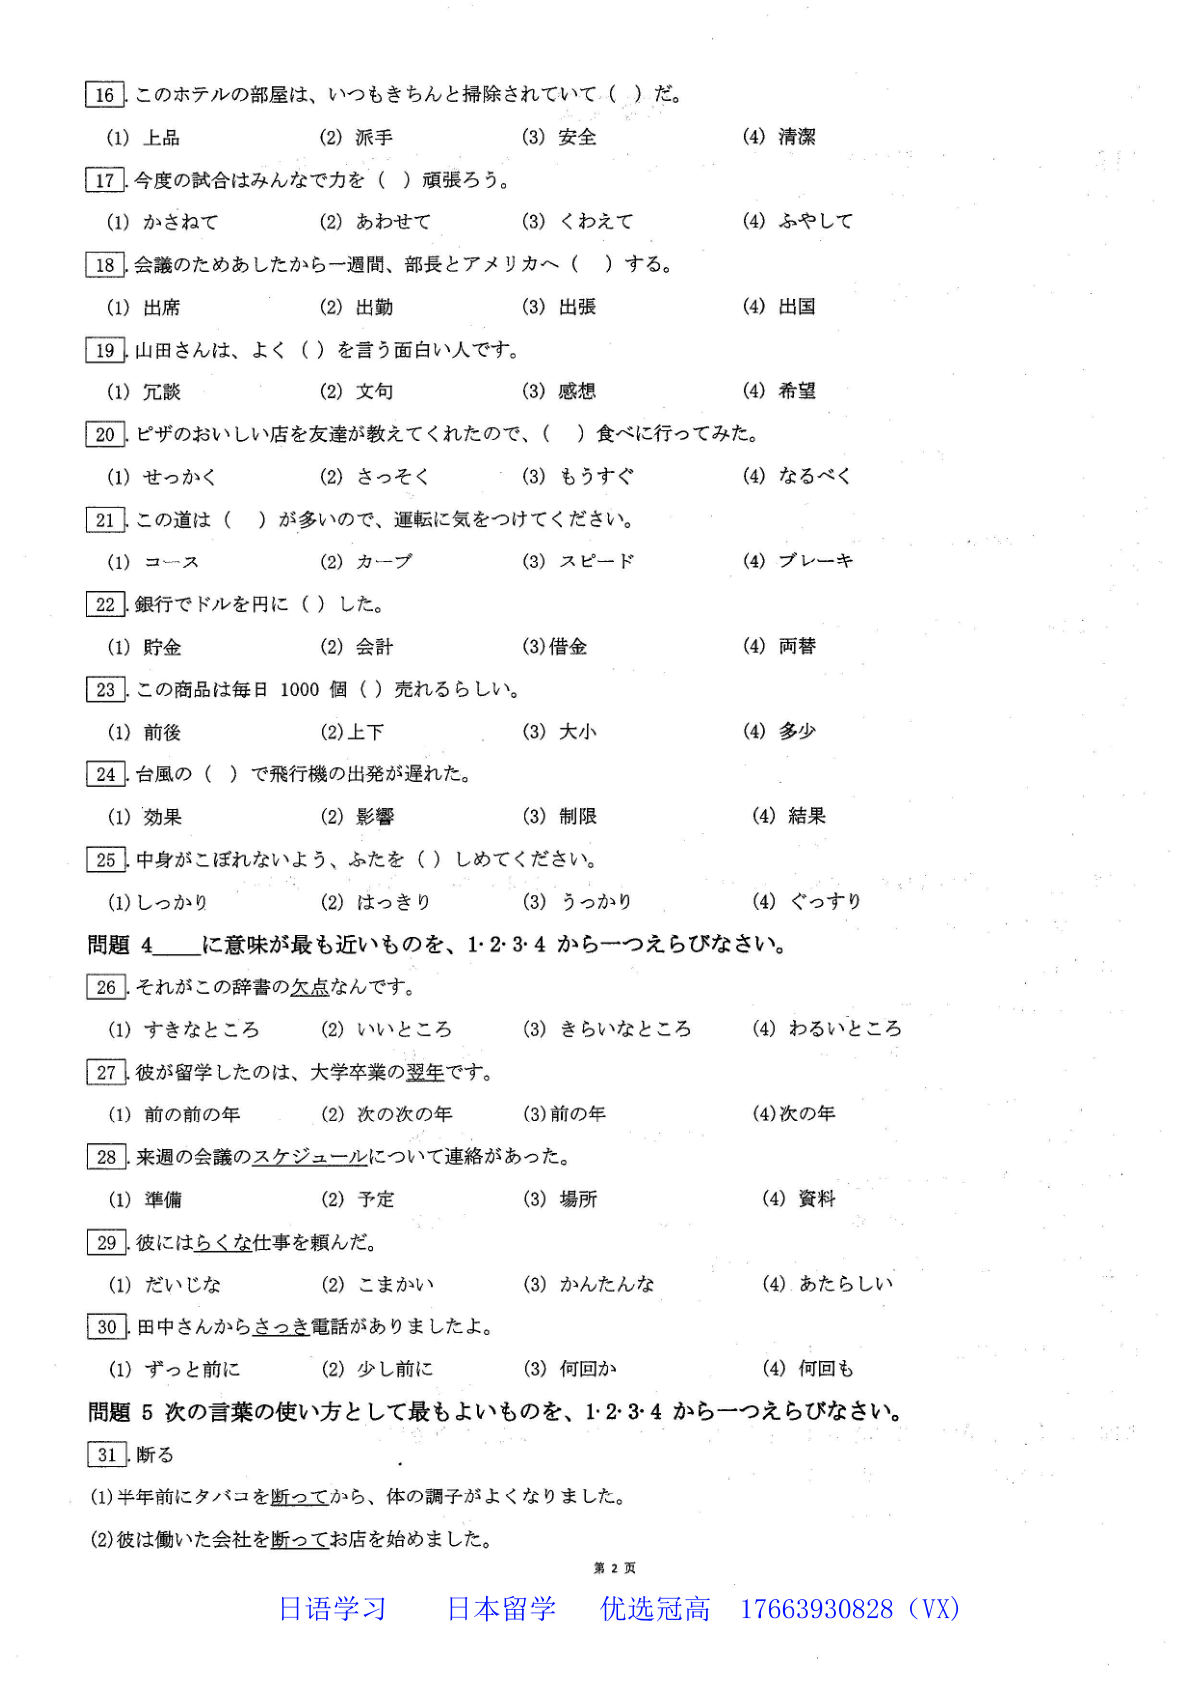 16.このホテルの部屋は、いつもきちんと掃除されていて( )だ。
(1) 上品 (2) 派手 (3) 安全 (4) 清潔
17.今度の試合はみんなで力を( )頑張ろう。
(1) かさねて (2) あわせて (3) くわえて (4) ふやして
18.会議のためあしたから一週間、部長とアメリカへ( )する。
(1) 出席 (2) 出勤 (3) 出張 (4) 出国
19.山田さんは、よく( )を言う面白い人です。
(1) 冗談 (2) 文句 (3) 感想 (4) 希望
20.ピザのおいしい店を友達が教えてくれたので、( )食べに行ってみた。
(1) せっかく (2) さっそく (3) もうすぐ (4) なるべく
21.この道は( )が多いので、運転に気をつけてください。
(1) コース (2) カーブ (3) スピード (4) ブレーキ
22.銀行でドルを円に( )した。
(1) 貯金 (2) 会計 (3)借金 (4) 両替
23.この商品は毎日 1000 個( )売れるらしい。
(1) 前後 (2)上下 (3) 大小 (4) 多少
24.台風の( )で飛行機の出発が遅れた。
(1) 効果 (2) 影響 (3) 制限 (4) 結果
25.中身がこぼれないよう、ふたを( )しめてください。
(1)しっかり (2) はっきり (3) うっかり (4) ぐっすり
問題 4____に意味が最も近いものを、1·2·3·4 から一つえらびなさい。
26.それがこの辞書の欠点なんです。
(1) すきなところ (2) いいところ (3) きらいなところ (4) わるいところ
27.彼が留学したのは、大学卒業の翌年です。
(1) 前の前の年 (2) 次の次の年 (3)前の年 (4)次の年
28.来週の会議のスケジュールについて連絡があった。
(1) 準備 (2) 予定 (3) 場所 (4) 資料
29.彼にはらくな仕事を頼んだ。
(1) だいじな (2) こまかい (3) かんたんな (4) あたらしい
30.田中さんからさっき電話がありましたよ。
(1) ずっと前に (2) 少し前に (3) 何回か (4) 何回も
問題 5 次の言葉の使い方として最もよいものを、1·2·3·4 から一つえらびなさい。
31.断る
(1)半年前にタバコを断ってから、体の調子がよくなりました。
(2)彼は働いた会社を断ってお店を始めました。
第 2 页
日语学习 日本留学 优选冠高 17663930828（VX)